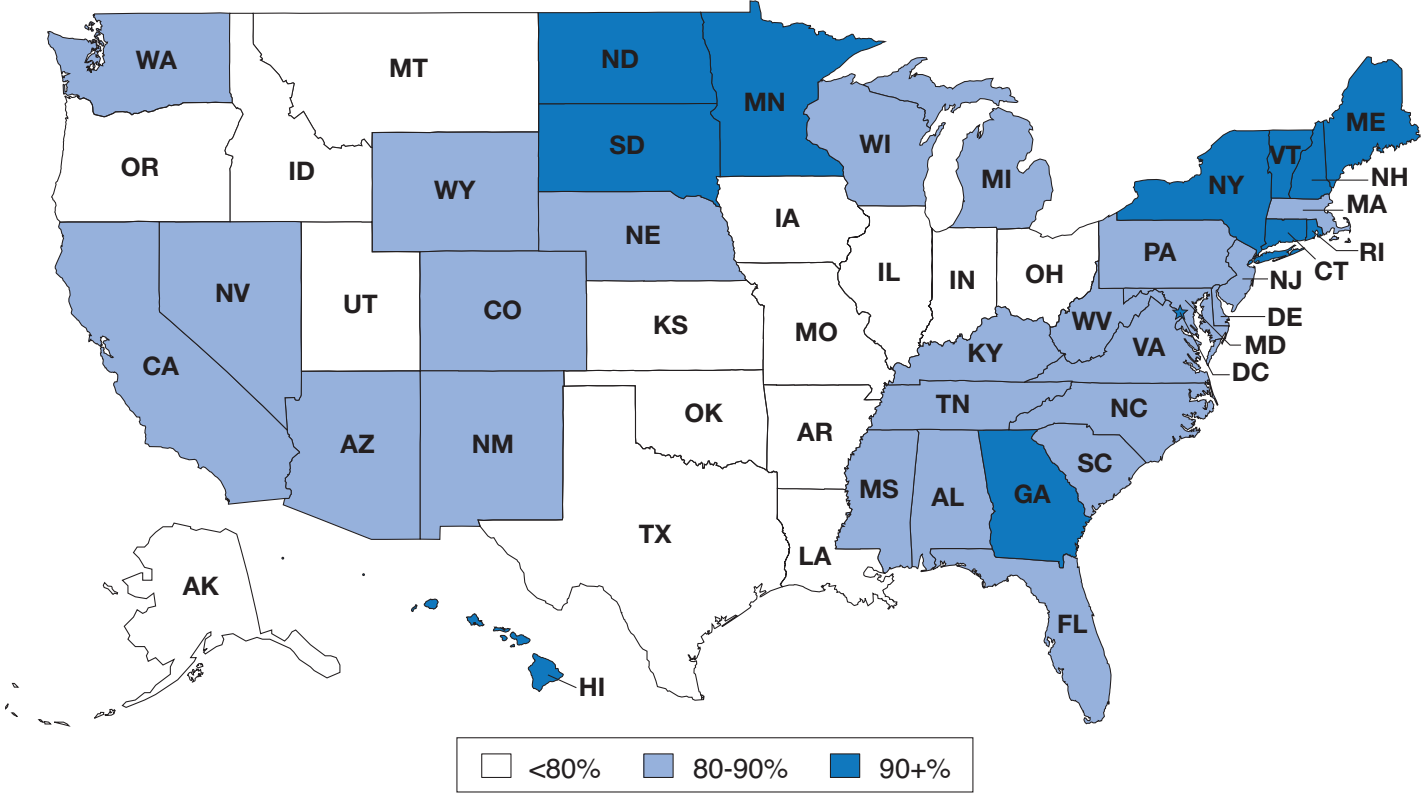 WA
MT
ND
MN
ME
OR
ID
SD
WI
VT
NH
WY
MI
NY
MA
IA
NE
PA
RI
CT
NV
UT
CO
IL
IN
OH
NJ
KS
MO
WV
DE
CA
KY
VA
MD
DC
AZ
NM
OK
AR
TN
NC
SC
MS
AL
GA
TX
LA
AK
FL
HI
<80%
80-90%
90+%